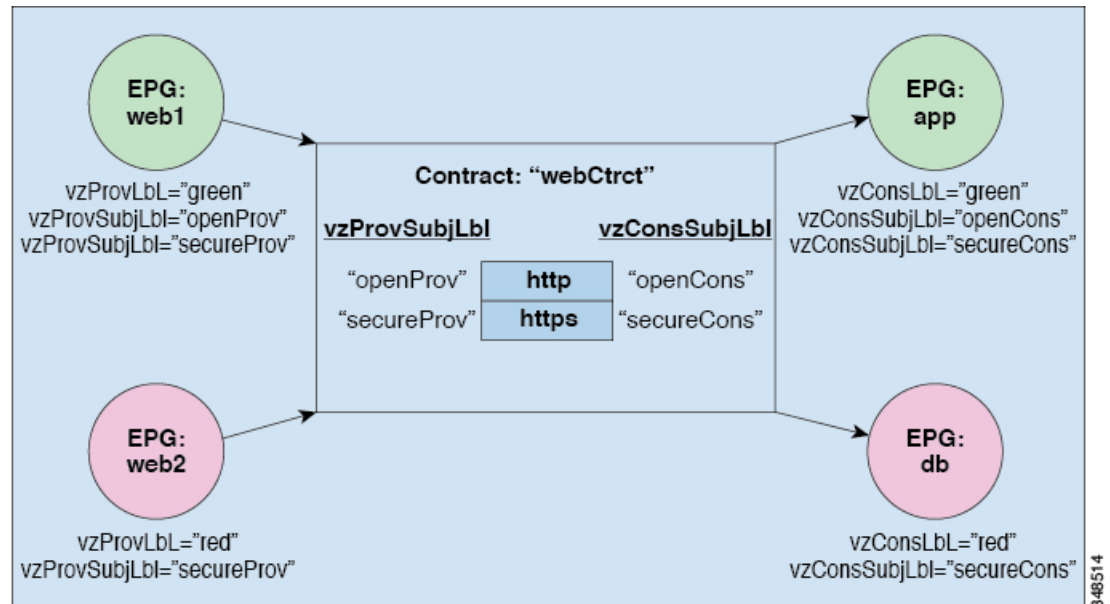 EPG:
web1
vzProvLbL="green"
vzProvSubjLbl="openProv"
vzProvSubjLbl="secureProv"
EPG:
app
vzConsLbL="green"
vzConsSubjLbl="openCons"
vzConsSubjLbl="secureCons"
Contract: “webCtrct”
vzProvSubjLbl vzConsSubjLbl
“openProv” http “openCons”
“secureProv” https “secureCons”
EPG:
web2
vzProvLbL=”red”
vzProvSubjLbl=”secureProv”
EPG:
db
vzConsLbL=”red”
vzConsSubjLbl=”secureCons”
348514